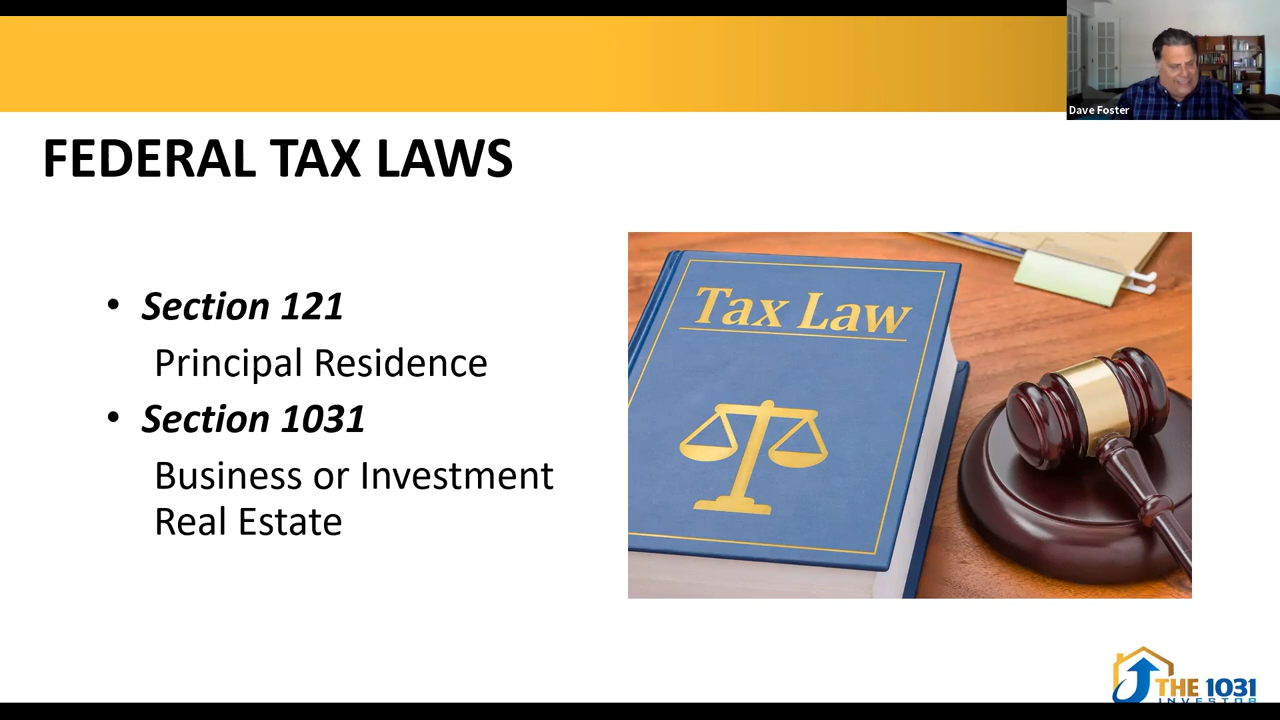 Dave Foster
FEDERAL TAX LAWS
• Section 121
Principal Residence
• Section 1031
Business or Investment
Real Estate
Tax Law
THE 1031
INVESTOR